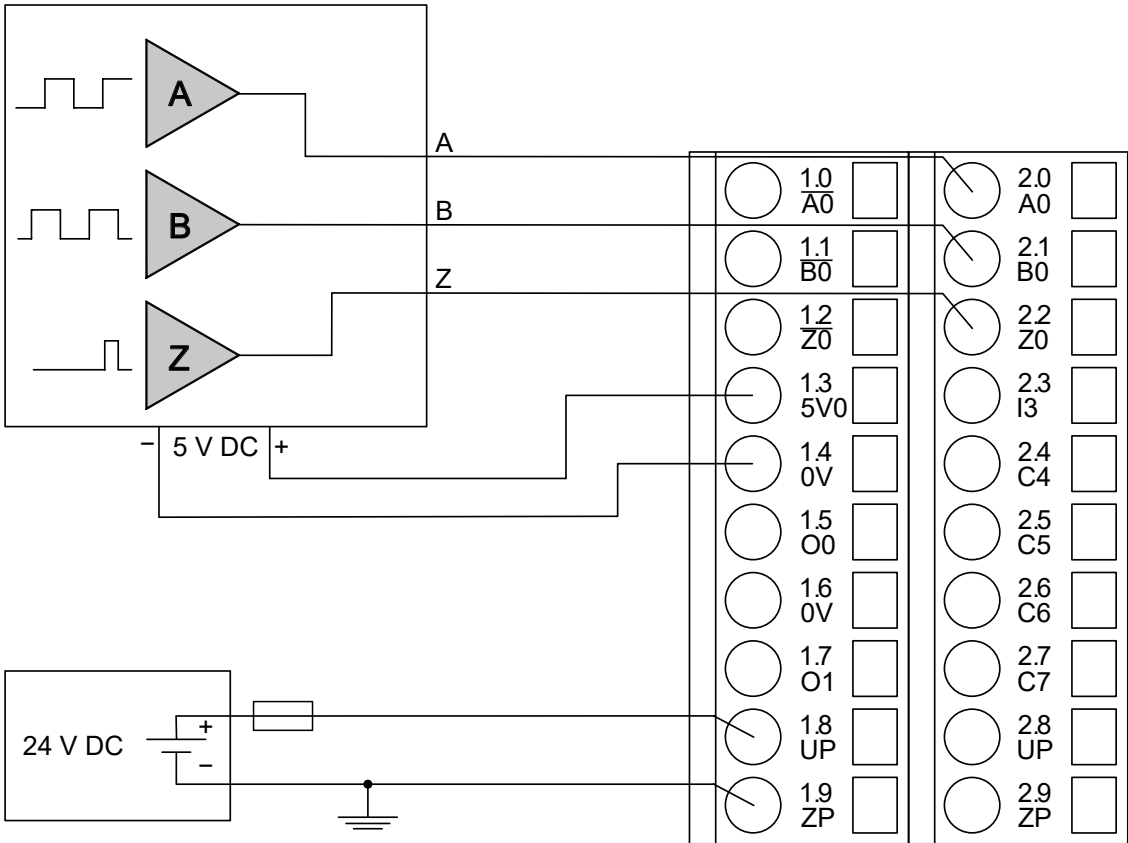 A
B
Z
A
B
Z
− 5 V DC +
24 V DC
+
−
1.0
A0
1.1
B0
1.2
Z0
1.3
5V0
1.4
0V
1.5
O0
1.6
0V
1.7
O1
1.8
UP
1.9
ZP
2.0
A0
2.1
B0
2.2
Z0
2.3
I3
2.4
C4
2.5
C5
2.6
C6
2.7
C7
2.8
UP
2.9
ZP